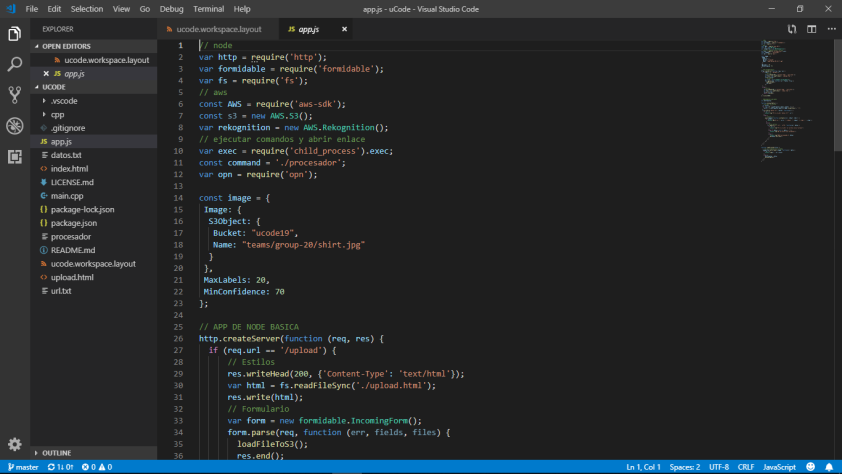 File Edit Selection View Go Debug Terminal Help
app.js - uCode - Visual Studio Code
EXPLORER
OPEN EDITORS
ucode.workspace.layout
JS app.js
UCODE
.vscode
cpp
.gitignore
JS app.js
datos.txt
index.html
LICENSE.md
main.cpp
package-lock.json
package.json
procesador
README.md
ucode.workspace.layout
upload.html
url.txt
OUTLINE
ucode.workspace.layout
JS app.js
1 // node
2 var http = require('http');
3 var formidable = require('formidable');
4 var fs = require('fs');
5 // aws
6 const AWS = require('aws-sdk');
7 const s3 = new AWS.S3();
8 var rekognition = new AWS.Rekognition();
9 // ejecutar comandos y abrir enlace
10 var exec = require('child_process').exec;
11 const command = './procesador';
12 var opn = require('opn');
13
14 const image = {
15 Image: {
16 S3Object: {
17 Bucket: "ucode19",
18 Name: "teams/group-20/shirt.jpg"
19 }
20 },
21 MaxLabels: 20,
22 MinConfidence: 70
23 };
24
25 // APP DE NODE BASICA
26 http.createServer(function (req, res) {
27 if (req.url == '/upload') {
28 // Estilos
29 res.writeHead(200, {'Content-Type': 'text/html'});
30 var html = fs.readFileSync('./upload.html');
31 res.write(html);
32 // Formulario
33 var form = new formidable.IncomingForm();
34 form.parse(req, function (err, fields, files) {
35 loadFileToS3();
36 res.end();
master 1↓ 0↑ 0 0
Ln 1, Col 1 Spaces: 2 UTF-8 CRLF JavaScript